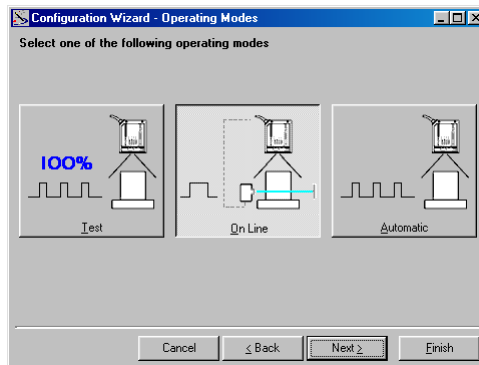 Configuration Wizard - Operating Modes
Select one of the following operating modes
100%
Test
On Line
Automatic
Cancel
< Back
Next >
Finish